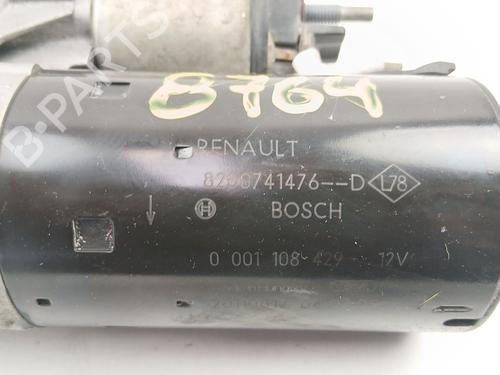 B-PARTS
8764
RENAULT
8200741476--D L78
BOSCH
0 001 108 429 12V